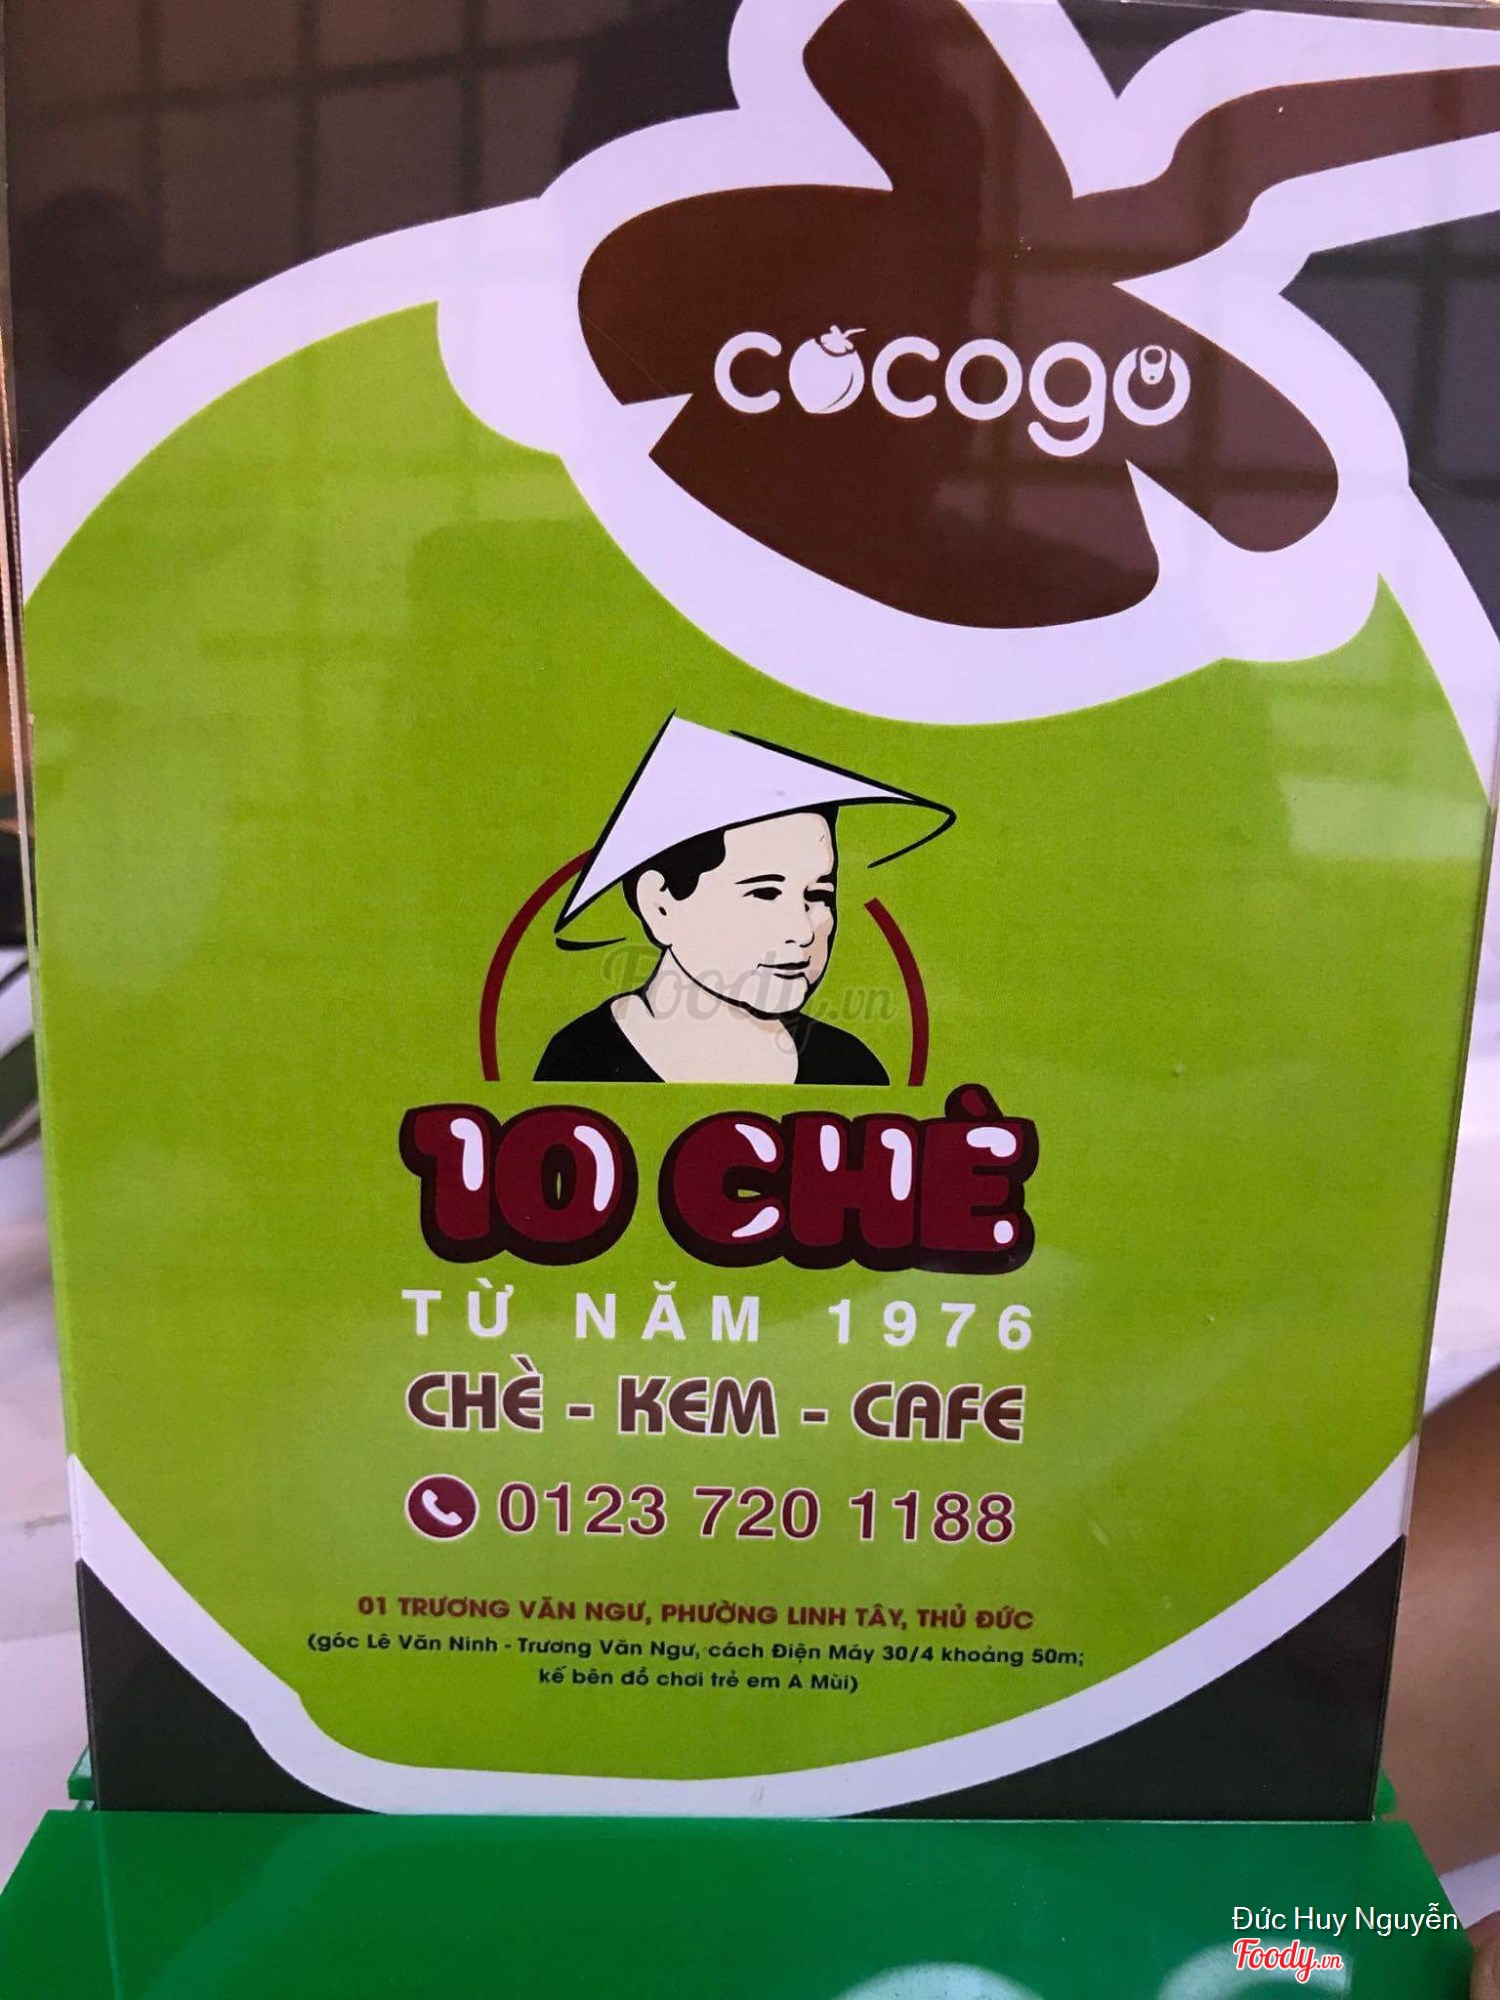 cocogo
Foody.vn
10 CHÈ
TỪ NĂM 1976
CHÈ - KEM - CAFE
0123 720 1188
01 TRƯƠNG VĂN NGƯ, PHƯỜNG LINH TÂY, THỦ ĐỨC
(góc Lê Văn Ninh - Trương Văn Ngư, cách Điện Máy 30/4 khoảng 50m;
kế bên đồ chơi trẻ em A Mùi)
Đức Huy Nguyễn
Foody.vn